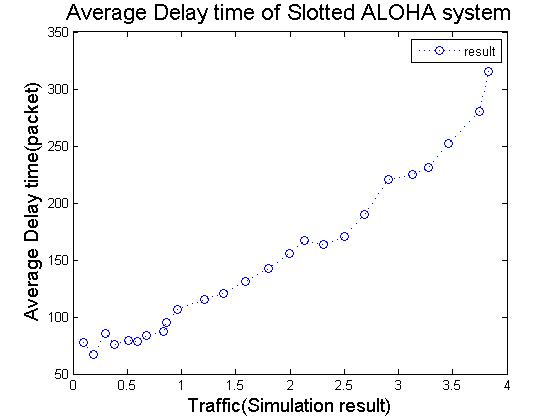 Average Delay time of Slotted ALOHA system
350
300
250
200
150
100
50
Average Delay time(packet)
result
0 0.5 1 1.5 2 2.5 3 3.5 4
Traffic(Simulation result)